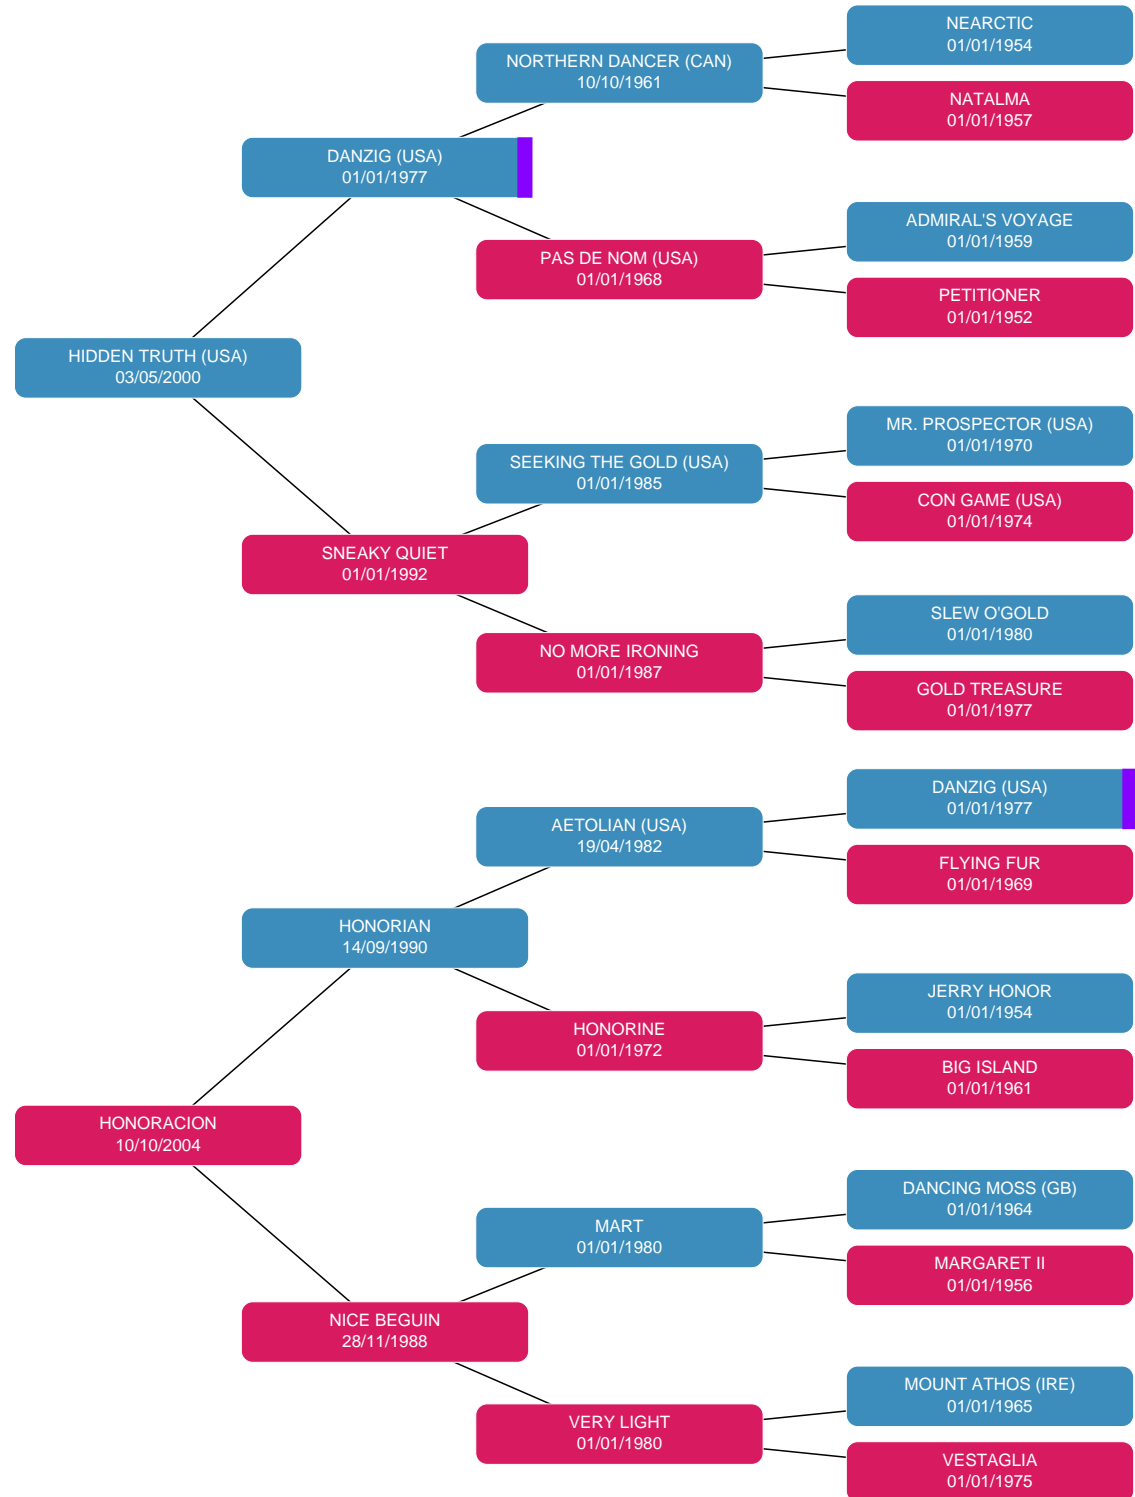 NEARCTIC
01/01/1954
NORTHERN DANCER (CAN)
10/10/1961
NATALMA
01/01/1957
DANZIG (USA)
01/01/1977
ADMIRAL'S VOYAGE
01/01/1959
PAS DE NOM (USA)
01/01/1968
PETITIONER
01/01/1952
HIDDEN TRUTH (USA)
03/05/2000
MR. PROSPECTOR (USA)
01/01/1970
SEEKING THE GOLD (USA)
01/01/1985
CON GAME (USA)
01/01/1974
SNEAKY QUIET
01/01/1992
SLEW O'GOLD
01/01/1980
NO MORE IRONING
01/01/1987
GOLD TREASURE
01/01/1977
DANZIG (USA)
01/01/1977
AETOLIAN (USA)
19/04/1982
FLYING FUR
01/01/1969
HONORIAN
14/09/1990
JERRY HONOR
01/01/1954
HONORINE
01/01/1972
BIG ISLAND
01/01/1961
HONORACION
10/10/2004
DANCING MOSS (GB)
01/01/1964
MART
01/01/1980
MARGARET II
01/01/1956
NICE BEGUIN
28/11/1988
MOUNT ATHOS (IRE)
01/01/1965
VERY LIGHT
01/01/1980
VESTAGLIA
01/01/1975